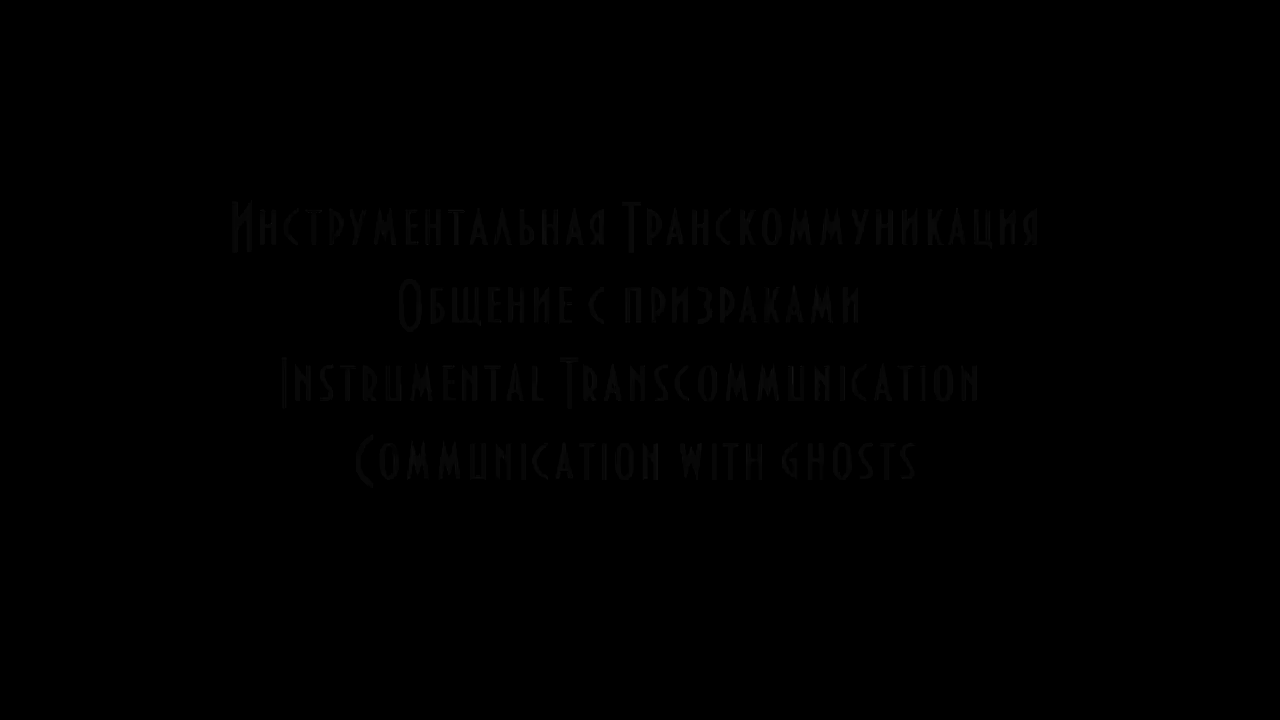 Инструментальная Транскоммуникация
Общение с призраками
Instrumental Transcommunication
Communication with ghosts